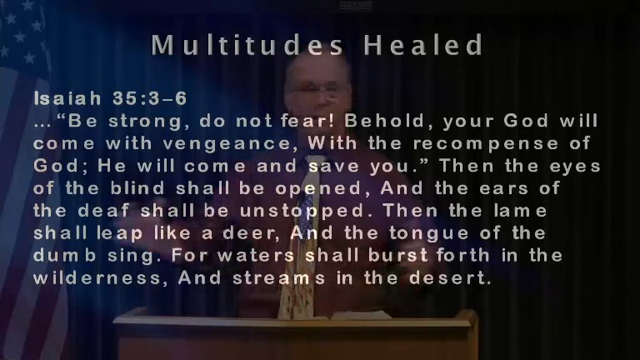 Multitudes Healed
Isaiah 35:3–6
…“Be strong, do not fear! Behold, your God will
come with vengeance, With the recompense of
God; He will come and save you.” Then the eyes
of the blind shall be opened, And the ears of
the deaf shall be unstopped. Then the lame
shall leap like a deer, And the tongue of the
dumb sing. For waters shall burst forth in the
wilderness, And streams in the desert.